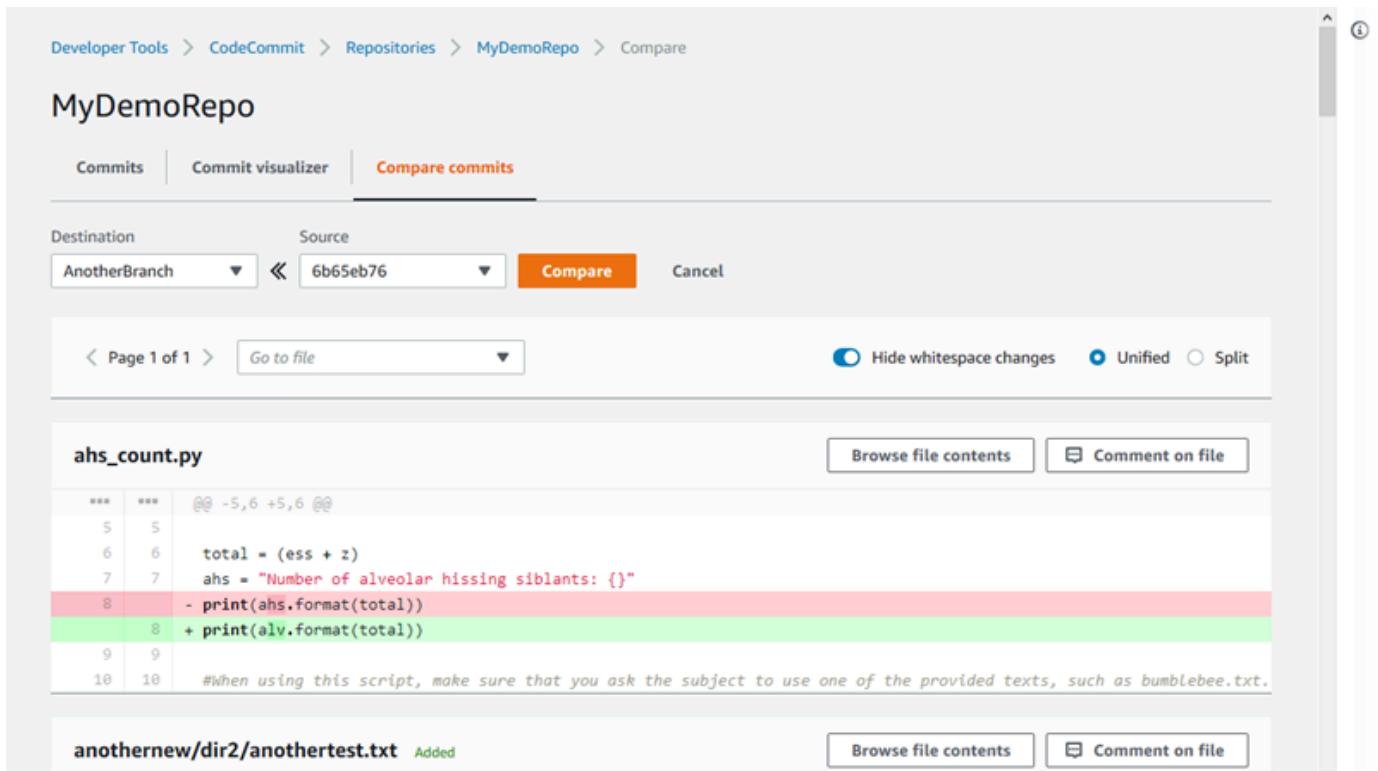 Developer Tools > CodeCommit > Repositories > MyDemoRepo > Compare
MyDemoRepo
Commits Commit visualizer Compare commits
Destination Source
AnotherBranch 6b65eb76 Compare Cancel
Page 1 of 1 Go to file Hide whitespace changes Unified Split
ahs_count.py Browse file contents Comment on file
@@ -5,6 +5,6 @@
5 5
6 6 total = (ess + z)
7 7 ahs = "Number of alveolar hissing siblants: {}"
8 - print(ahs.format(total))
8 + print(alv.format(total))
9 9
10 10 #When using this script, make sure that you ask the subject to use one of the provided texts, such as bumblebee.txt.
anothernew/dir2/anothertest.txt Added Browse file contents Comment on file